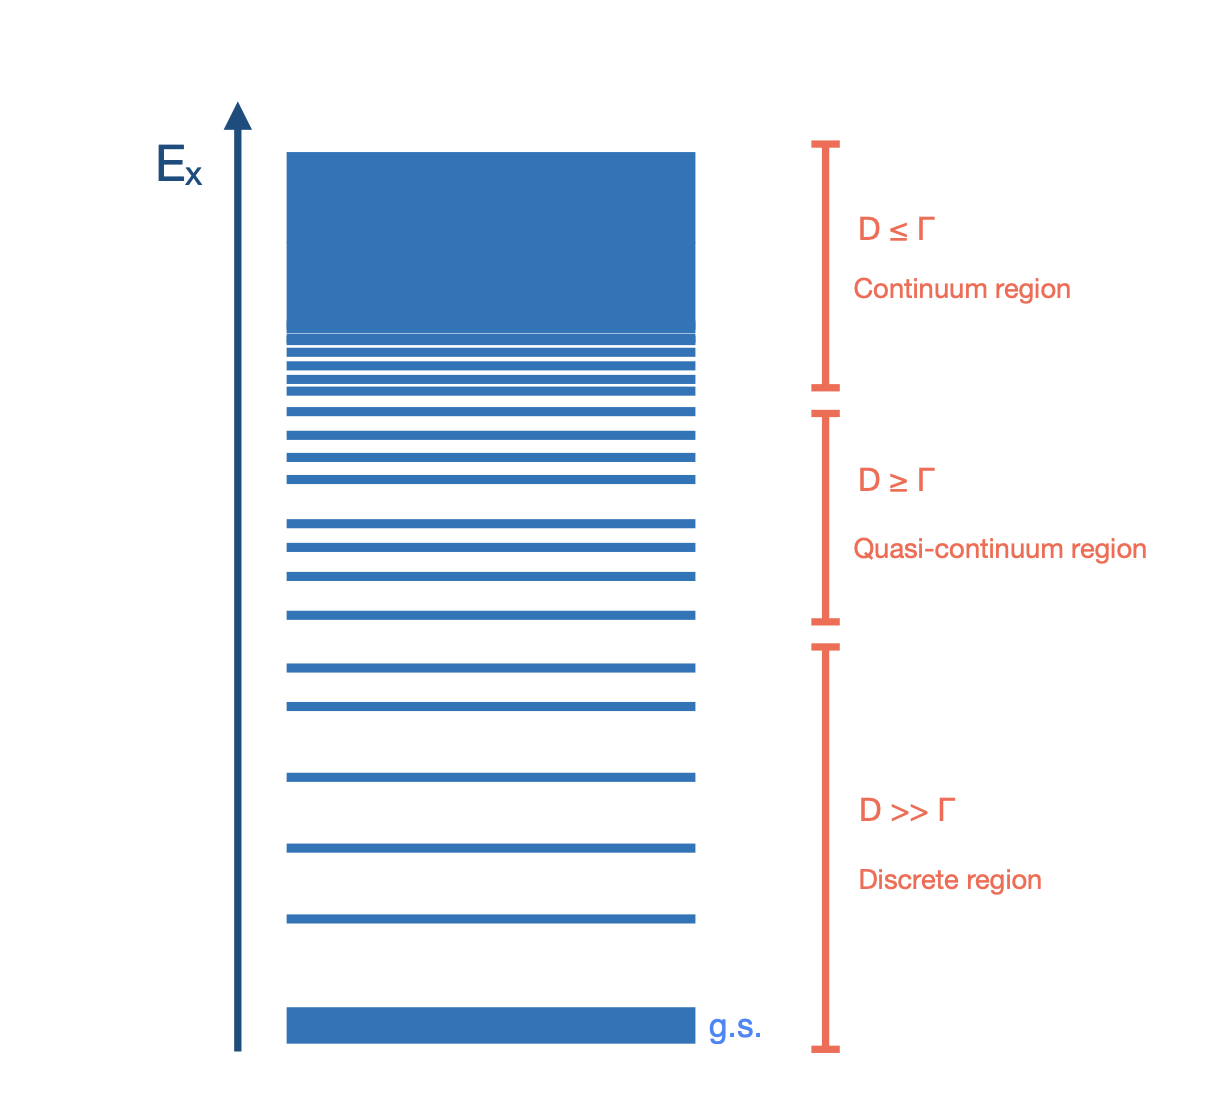 Ex
D ≤ Γ
Continuum region
D ≥ Γ
Quasi-continuum region
D >> Γ
Discrete region
g.s.